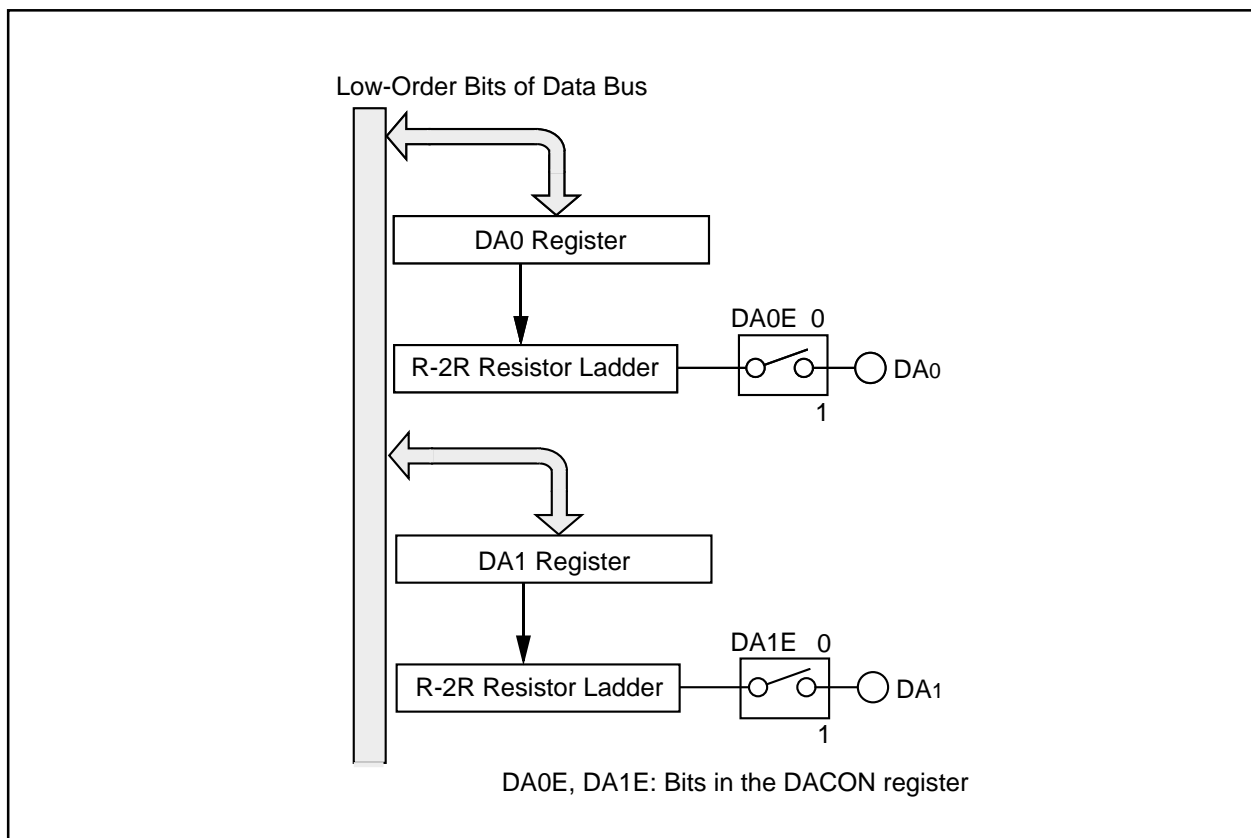 Low-Order Bits of Data Bus
DA0 Register
DA0E 0
R-2R Resistor Ladder
DA0
1
DA1 Register
DA1E 0
R-2R Resistor Ladder
DA1
1
DA0E, DA1E: Bits in the DACON register